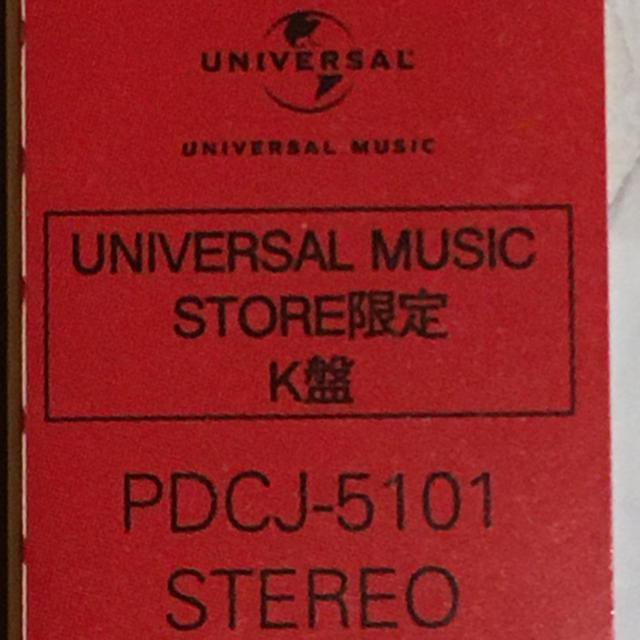 UNIVERSAL
UNIVERSAL MUSIC
UNIVERSAL MUSIC
STORE限定
K盤
PDCJ-5101
STEREO